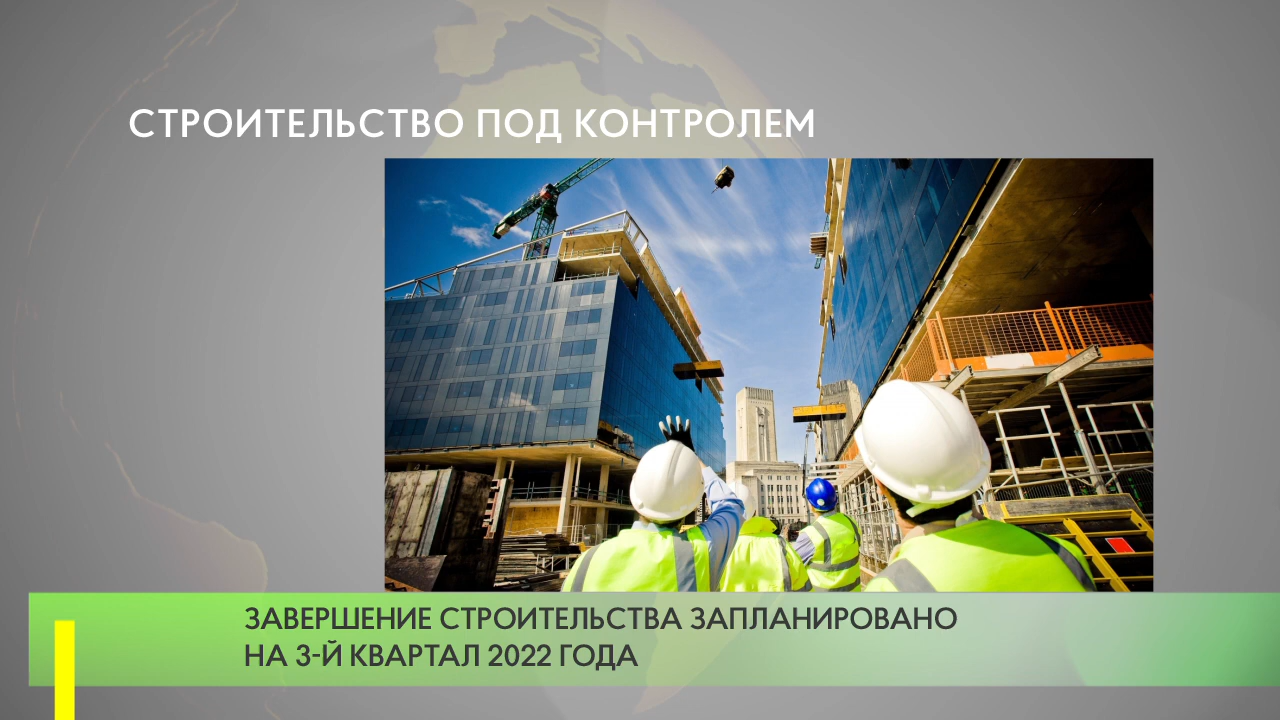 СТРОИТЕЛЬСТВО ПОД КОНТРОЛЕМ
ЗАВЕРШЕНИЕ СТРОИТЕЛЬСТВА ЗАПЛАНИРОВАНО
НА 3-Й КВАРТАЛ 2022 ГОДА